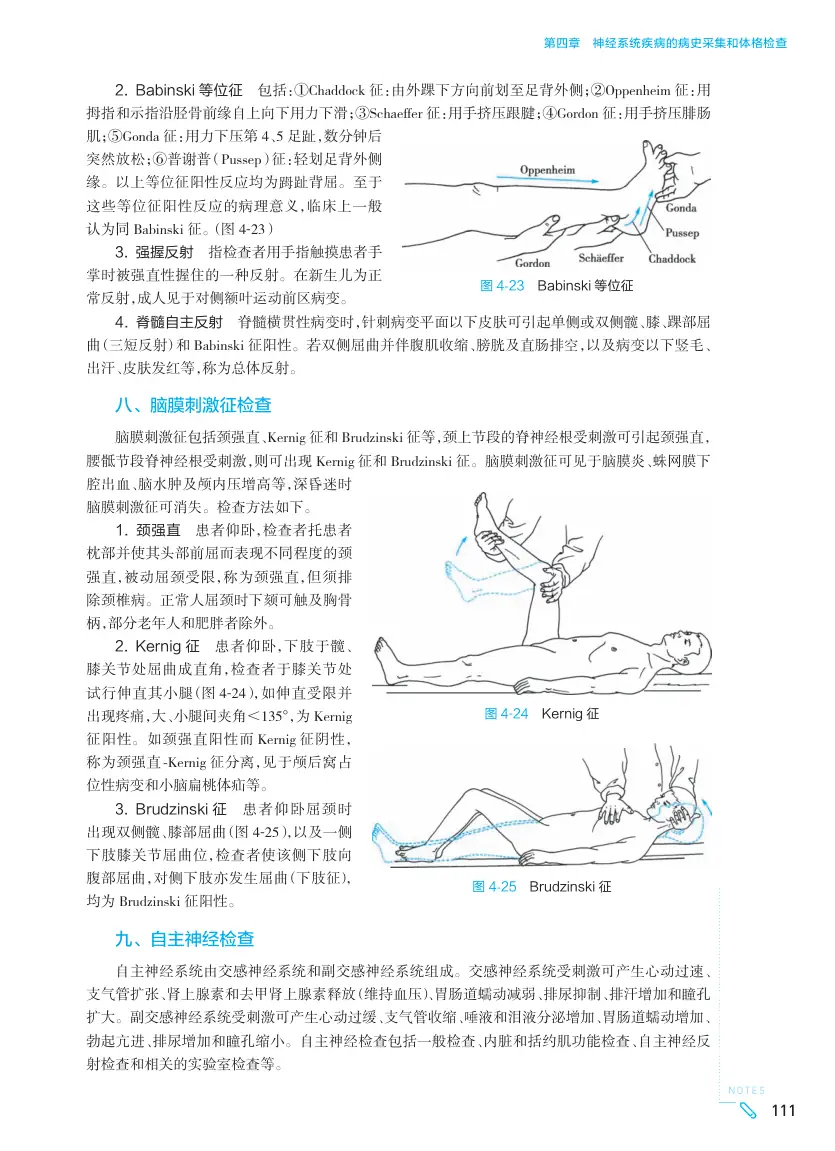 第四章 神经系统疾病的病史采集和体格检查
2. Babinski 等位征 包括:①Chaddock 征:由外踝下方向前划至足背外侧;②Oppenheim 征:用
拇指和示指沿胫骨前缘自上向下用力下滑;③Schaeffer 征:用手挤压跟腱;④Gordon 征:用手挤压腓肠
肌;⑤Gonda 征:用力下压第 4、5 足趾,数分钟后
突然放松;⑥普谢普(Pussep)征:轻划足背外侧
缘。以上等位征阳性反应均为踇趾背屈。至于
这些等位征阳性反应的病理意义,临床上一般
认为同 Babinski 征。(图 4-23)
Oppenheim
Gonda
Pussep
Gordon
Schäeffer
Chaddock
图 4-23 Babinski 等位征
3. 强握反射 指检查者用手指触摸患者手
掌时被强直性握住的一种反射。在新生儿为正
常反射,成人见于对侧额叶运动前区病变。
4. 脊髓自主反射 脊髓横贯性病变时,针刺病变平面以下皮肤可引起单侧或双侧髋、膝、踝部屈
曲(三短反射)和 Babinski 征阳性。若双侧屈曲并伴腹肌收缩、膀胱及直肠排空,以及病变以下竖毛、
出汗、皮肤发红等,称为总体反射。
八、脑膜刺激征检查
脑膜刺激征包括颈强直、Kernig 征和 Brudzinski 征等,颈上节段的脊神经根受刺激可引起颈强直,
腰骶节段脊神经根受刺激,则可出现 Kernig 征和 Brudzinski 征。脑膜刺激征可见于脑膜炎、蛛网膜下
腔出血、脑水肿及颅内压增高等,深昏迷时
脑膜刺激征可消失。检查方法如下。
1. 颈强直 患者仰卧,检查者托患者
枕部并使其头部前屈而表现不同程度的颈
强直,被动屈颈受限,称为颈强直,但须排
除颈椎病。正常人屈颈时下颏可触及胸骨
柄,部分老年人和肥胖者除外。
2. Kernig 征 患者仰卧,下肢于髋、
膝关节处屈曲成直角,检查者于膝关节处
试行伸直其小腿(图 4-24),如伸直受限并
出现疼痛,大、小腿间夹角＜135°,为 Kernig
征阳性。如颈强直阳性而 Kernig 征阴性,
称为颈强直-Kernig 征分离,见于颅后窝占
位性病变和小脑扁桃体疝等。
图 4-24 Kernig 征
3. Brudzinski 征 患者仰卧屈颈时
出现双侧髋、膝部屈曲(图 4-25),以及一侧
下肢膝关节屈曲位,检查者使该侧下肢向
腹部屈曲,对侧下肢亦发生屈曲(下肢征),
均为 Brudzinski 征阳性。
图 4-25 Brudzinski 征
九、自主神经检查
自主神经系统由交感神经系统和副交感神经系统组成。交感神经系统受刺激可产生心动过速、
支气管扩张、肾上腺素和去甲肾上腺素释放(维持血压)、胃肠道蠕动减弱、排尿抑制、排汗增加和瞳孔
扩大。副交感神经系统受刺激可产生心动过缓、支气管收缩、唾液和泪液分泌增加、胃肠道蠕动增加、
勃起亢进、排尿增加和瞳孔缩小。自主神经检查包括一般检查、内脏和括约肌功能检查、自主神经反
射检查和相关的实验室检查等。
NOTES
111